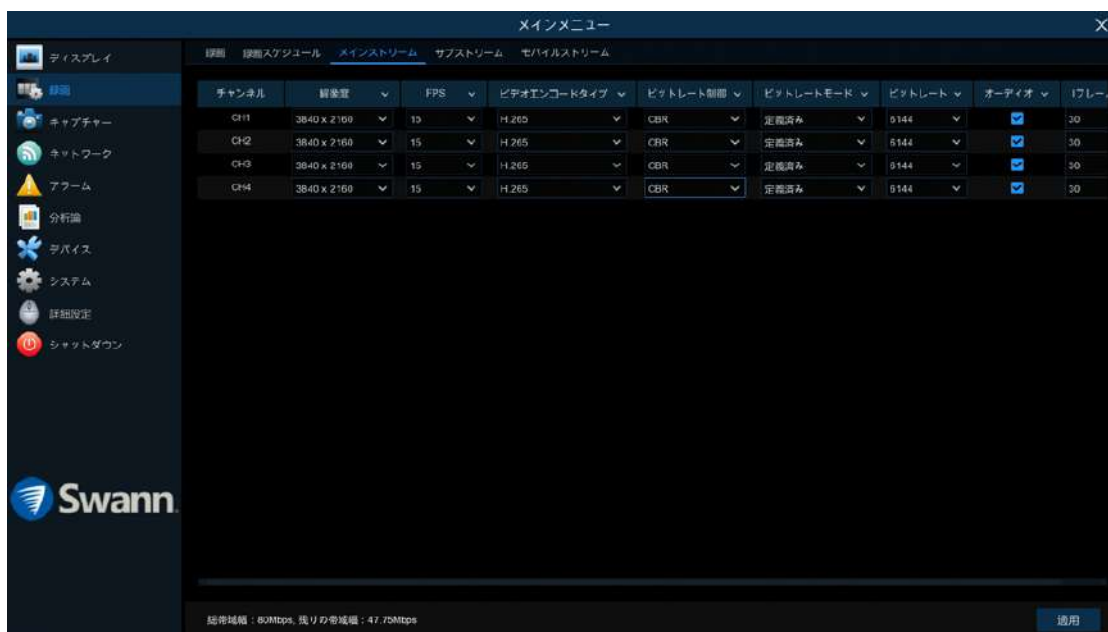 メインメニュー
X
ディスプレイ
録画
キャプチャー
ネットワーク
アラーム
分析論
デバイス
システム
詳細設定
シャットダウン
Swann
録画 録画スケジュール メインストリーム サブストリーム モバイルストリーム
チャンネル 解像度 FPS ビデオエンコードタイプ ビットレート制御 ビットレートモード ビットレート オーディオ Iフレーム
CH1 3840 x 2160 15 H.265 CBR 定義済み 6144 30
CH2 3840 x 2160 15 H.265 CBR 定義済み 6144 30
CH3 3840 x 2160 15 H.265 CBR 定義済み 6144 30
CH4 3840 x 2160 15 H.265 CBR 定義済み 6144 30
総帯域幅：80Mbps, 残りの帯域幅：47.75Mbps
適用